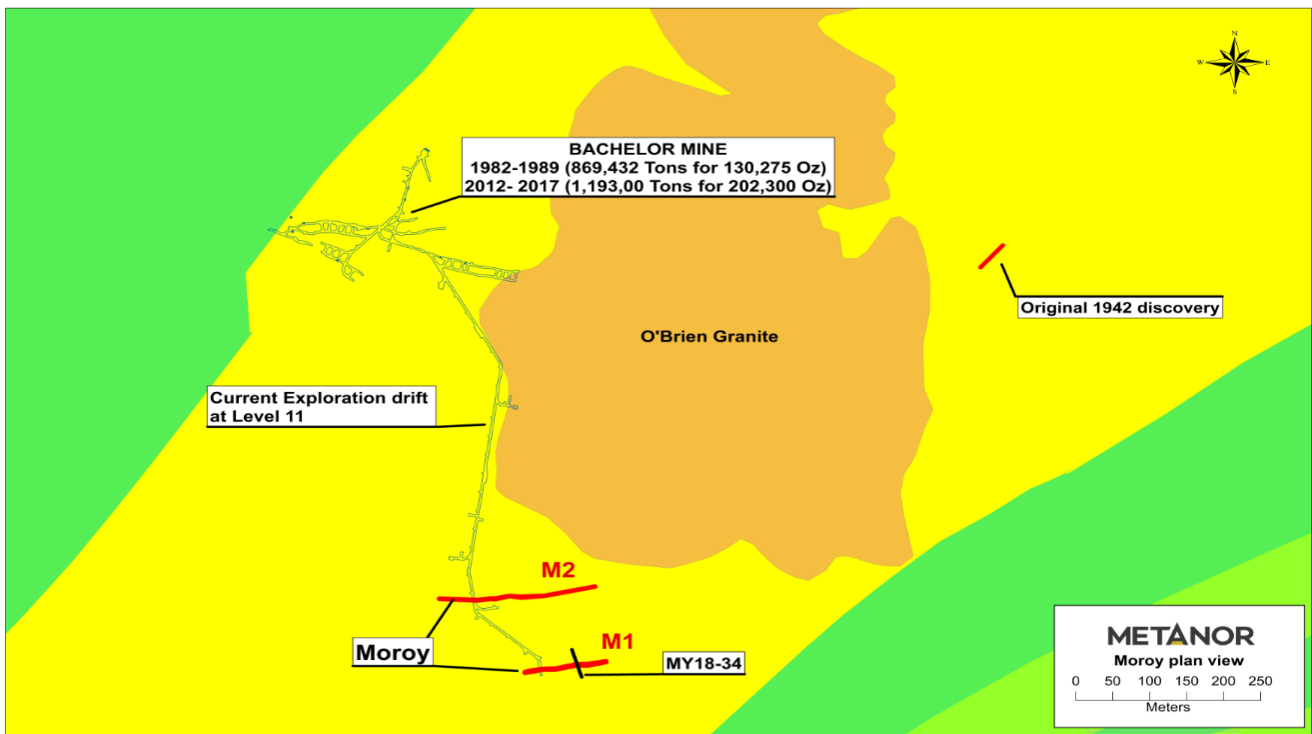 N
W
E
S
BACHELOR MINE
1982-1989 (869,432 Tons for 130,275 Oz)
2012- 2017 (1,193,00 Tons for 202,300 Oz)
Original 1942 discovery
O'Brien Granite
Current Exploration drift
at Level 11
M2
M1
Moroy
MY18-34
METANOR
Moroy plan view
0 50 100 150 200 250
Meters